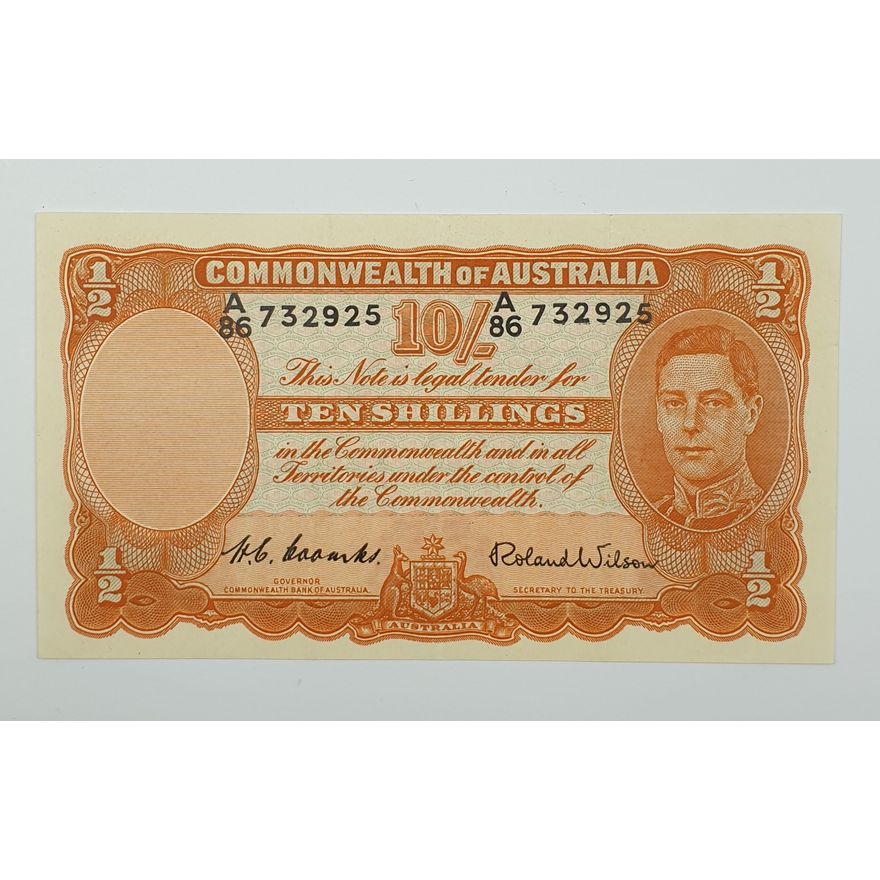 1/2 COMMONWEALTH OF AUSTRALIA 1/2
A/86 732925 10/- A/86 732925
This Note is legal tender for
TEN SHILLINGS
in the Commonwealth and in all
Territories under the control of
the Commonwealth.
H.C. Coombs. Roland Wilson
GOVERNOR
COMMONWEALTH BANK OF AUSTRALIA. SECRETARY TO THE TREASURY.
1/2 AUSTRALIA 1/2